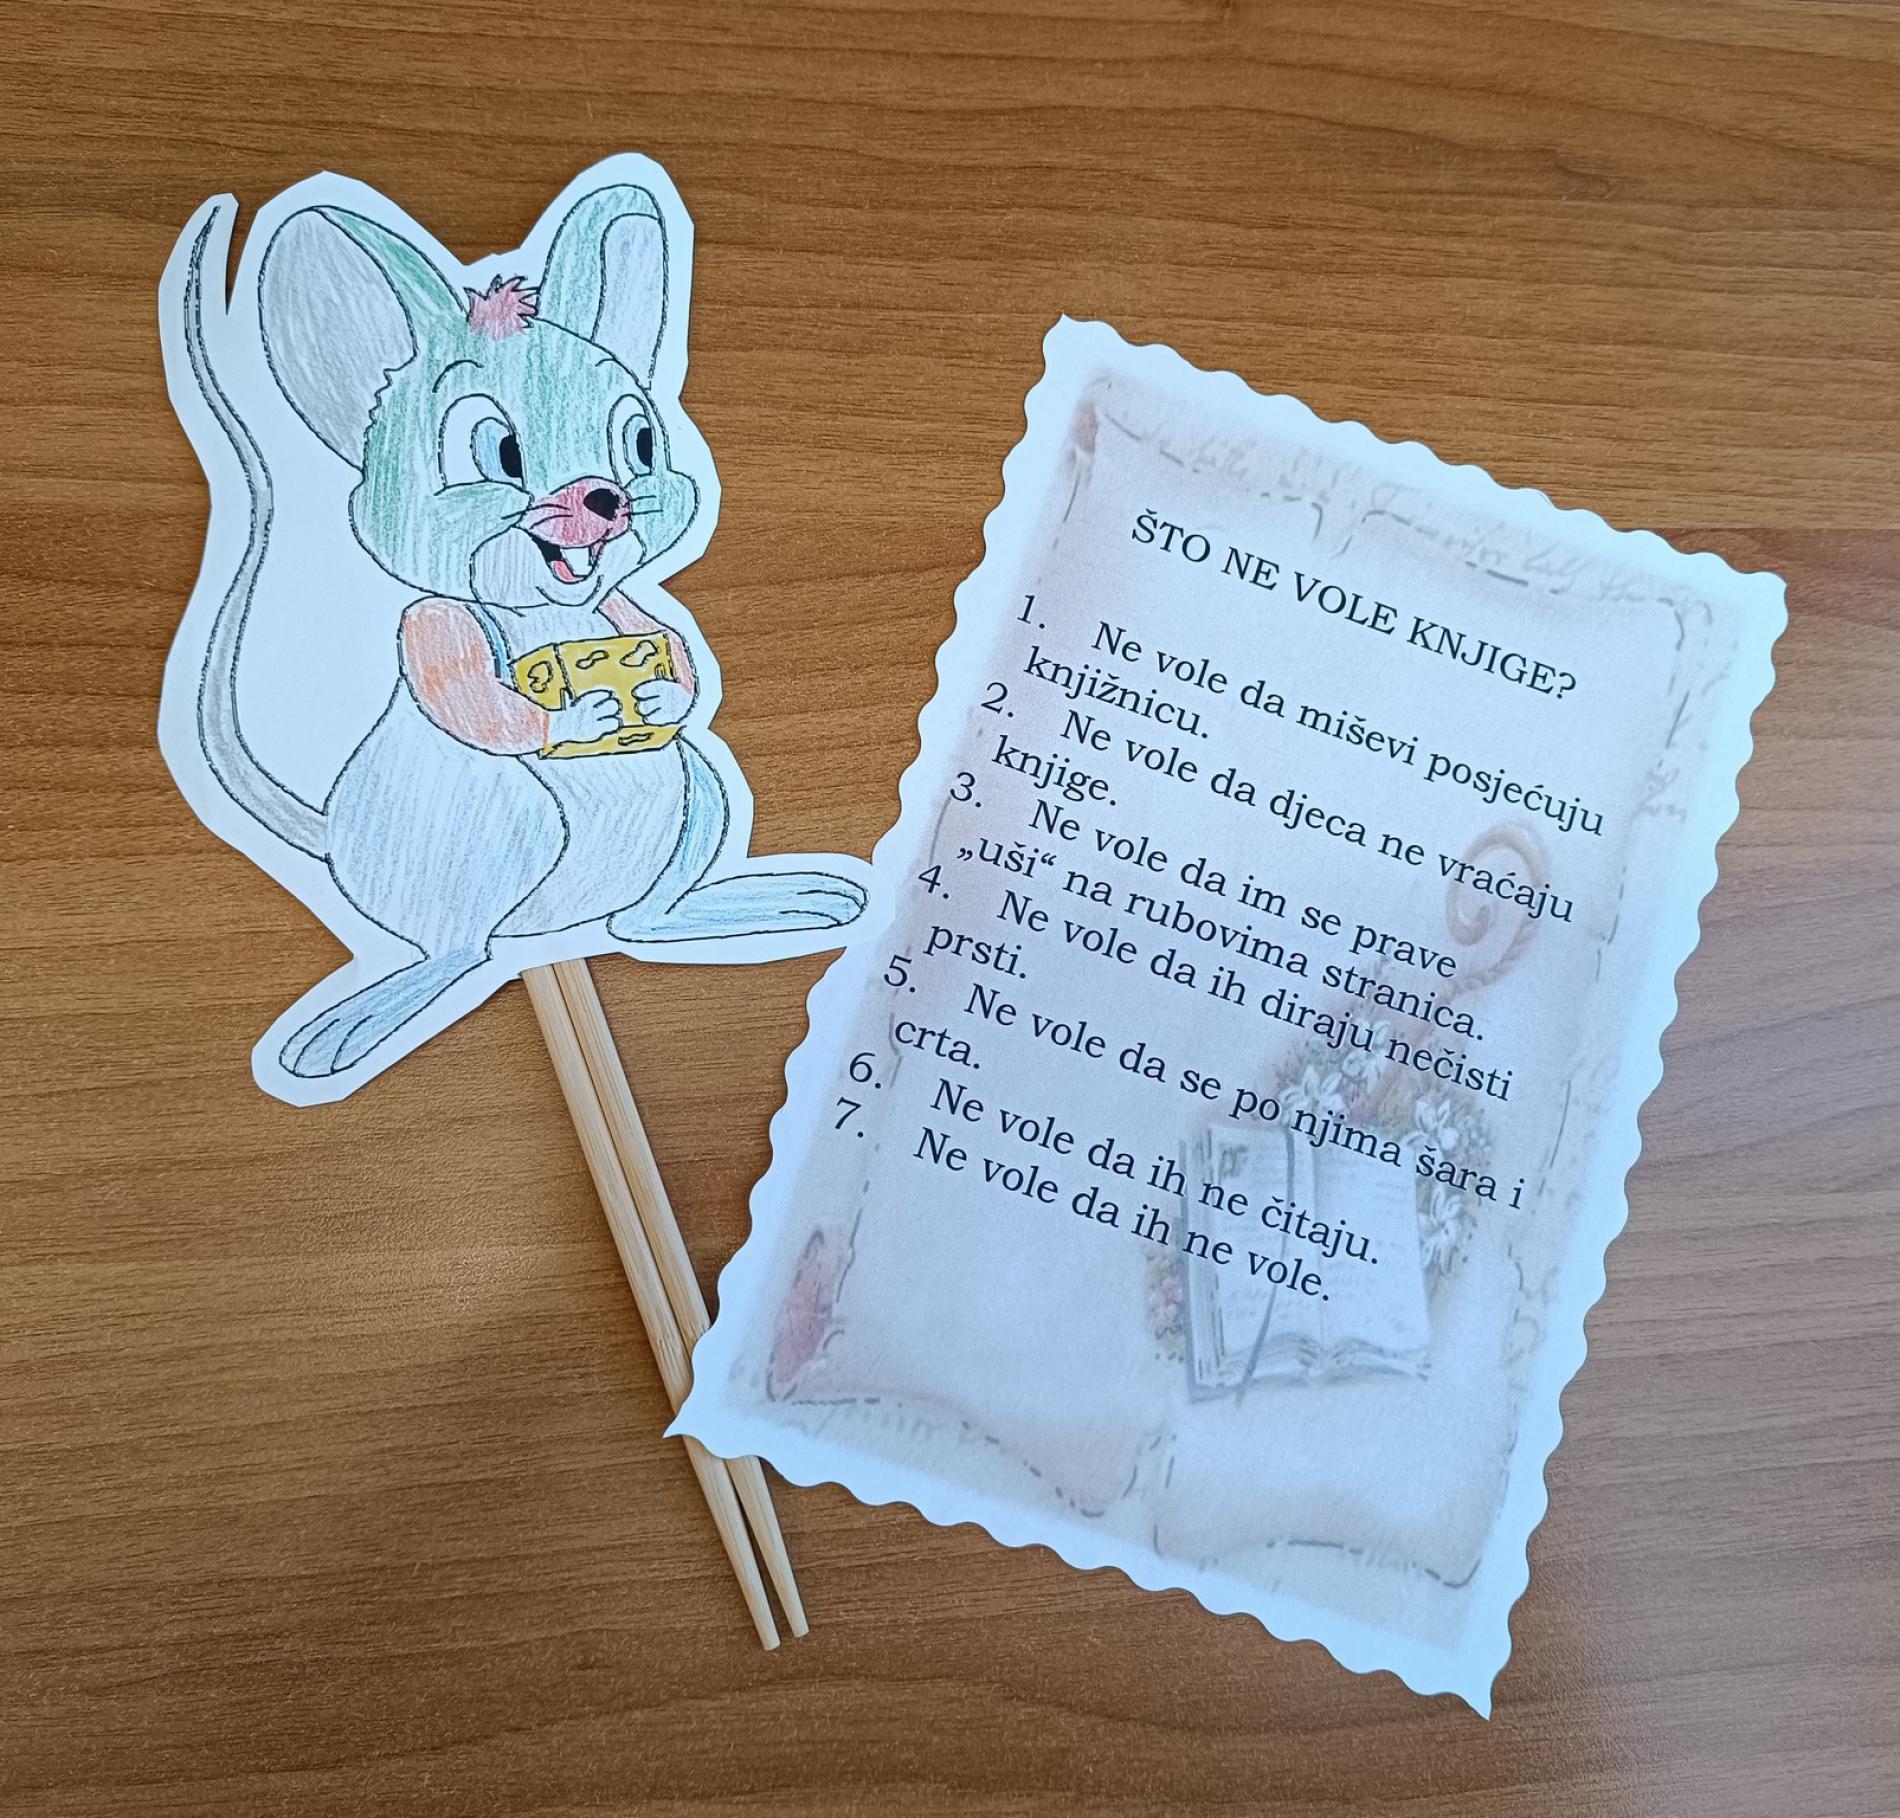 ŠTO NE VOLE KNJIGE?
1. Ne vole da miševi posjećuju
knjižnicu.
2. Ne vole da djeca ne vraćaju
knjige.
3. Ne vole da im se prave
„uši“ na rubovima stranica.
4. Ne vole da ih diraju nečisti
prsti.
5. Ne vole da se po njima šara i
crta.
6. Ne vole da ih ne čitaju.
7. Ne vole da ih ne vole.